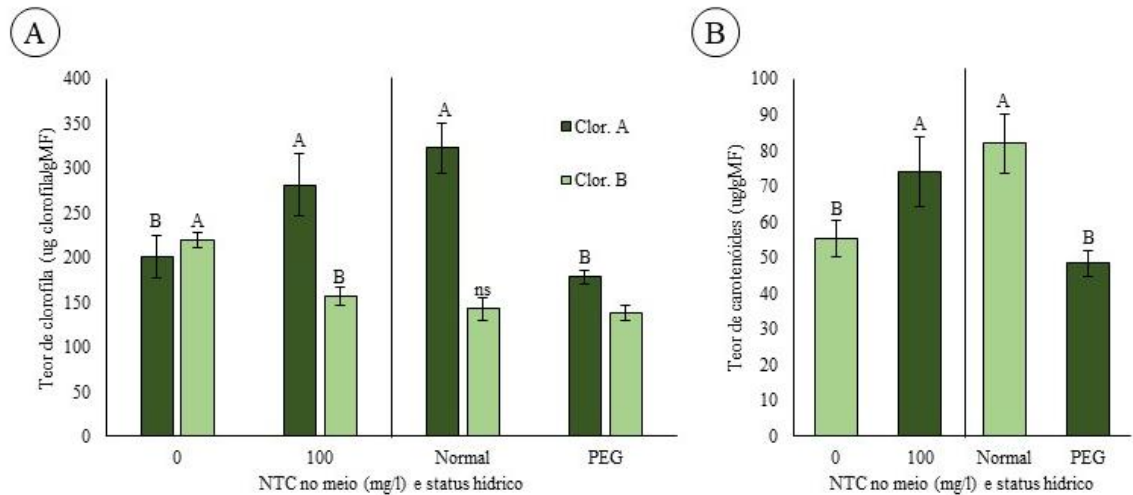 A
Teor de clorofila (ug clorofila/gMF)
400
350
300
250
200
150
100
50
0
B
A
A
B
A
ns
B
Clor. A
Clor. B
0
100
Normal
PEG
NTC no meio (mg/l) e status hídrico
B
Teor de carotenóides (ug/gMF)
100
90
80
70
60
50
40
30
20
10
0
B
A
A
B
0
100
Normal
PEG
NTC no meio (mg/l) e status hídrico